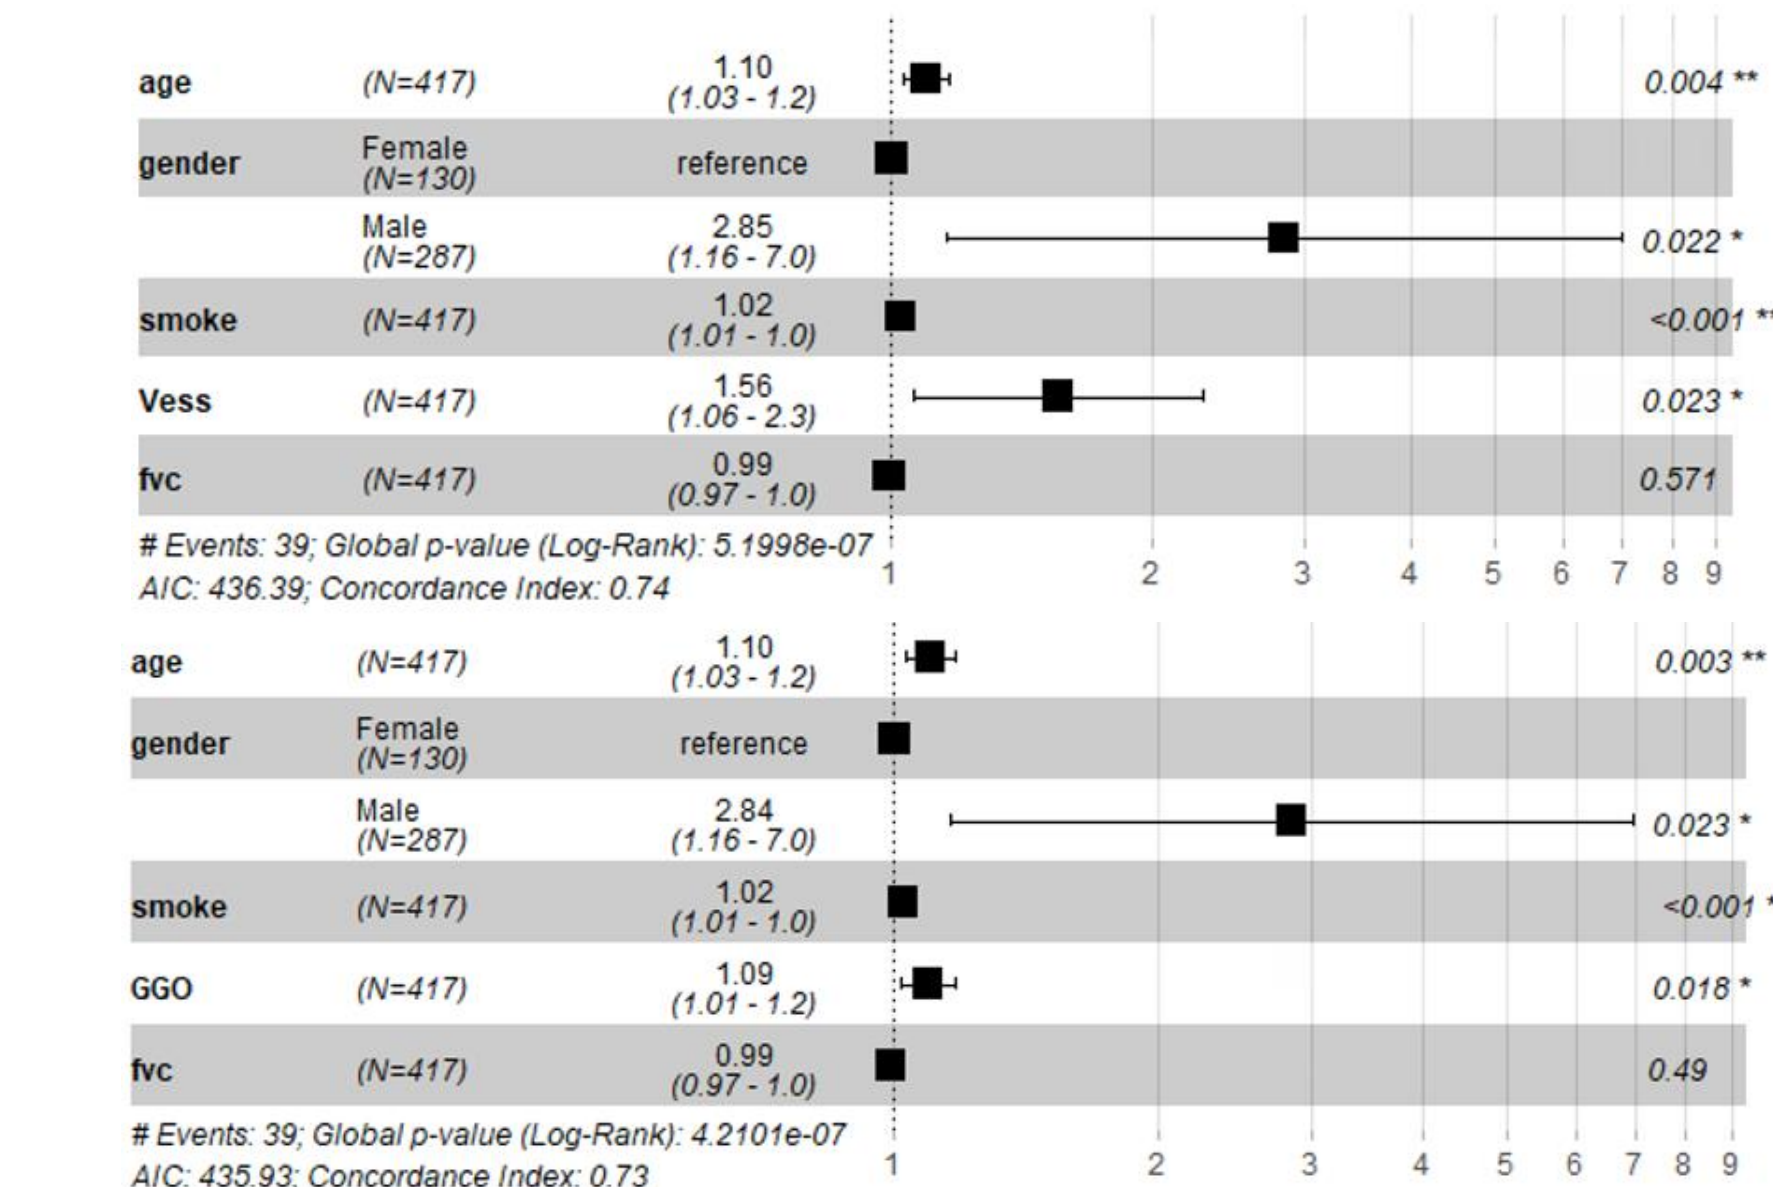 age (N=417) 1.10 (1.03 - 1.2) 0.004 **
gender Female (N=130) reference
Male (N=287) 2.85 (1.16 - 7.0) 0.022 *
smoke (N=417) 1.02 (1.01 - 1.0) <0.001 **
Vess (N=417) 1.56 (1.06 - 2.3) 0.023 *
fvc (N=417) 0.99 (0.97 - 1.0) 0.571
# Events: 39; Global p-value (Log-Rank): 5.1998e-07
AIC: 436.39; Concordance Index: 0.74
1 2 3 4 5 6 7 8 9
age (N=417) 1.10 (1.03 - 1.2) 0.003 **
gender Female (N=130) reference
Male (N=287) 2.84 (1.16 - 7.0) 0.023 *
smoke (N=417) 1.02 (1.01 - 1.0) <0.001 *
GGO (N=417) 1.09 (1.01 - 1.2) 0.018 *
fvc (N=417) 0.99 (0.97 - 1.0) 0.49
# Events: 39; Global p-value (Log-Rank): 4.2101e-07
AIC: 435.93; Concordance Index: 0.73
1 2 3 4 5 6 7 8 9